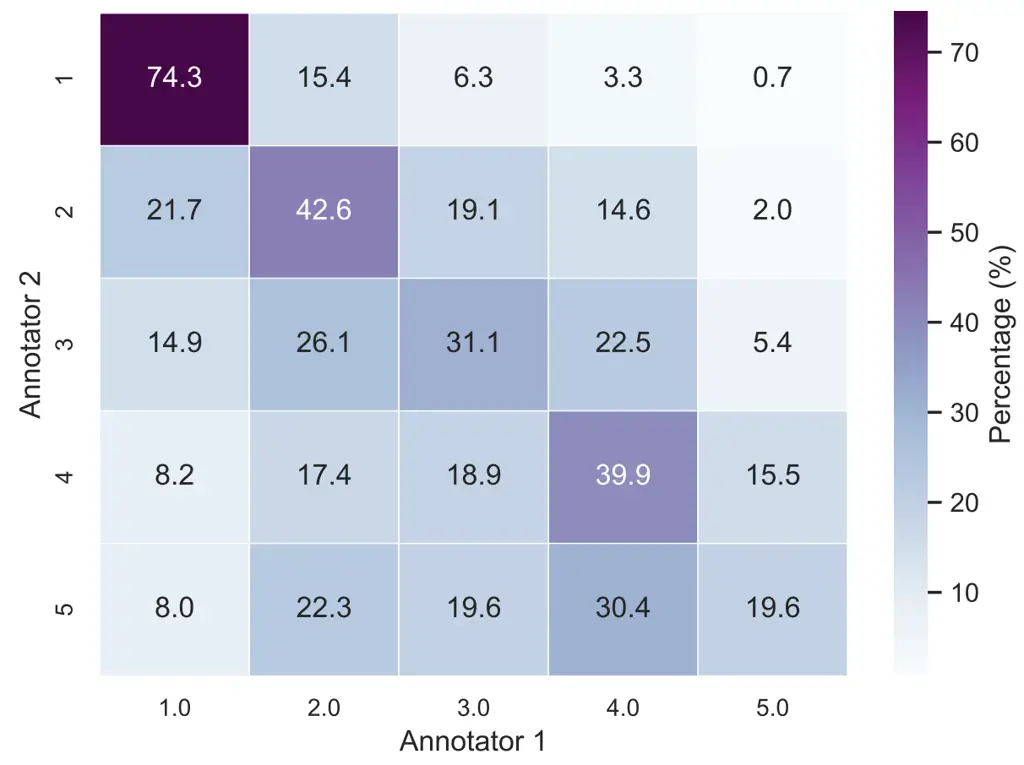 1 74.3 15.4 6.3 3.3 0.7
2 21.7 42.6 19.1 14.6 2.0
3 14.9 26.1 31.1 22.5 5.4
4 8.2 17.4 18.9 39.9 15.5
5 8.0 22.3 19.6 30.4 19.6
1.0 2.0 3.0 4.0 5.0
Annotator 1
Annotator 2
70
60
50
40
30
20
10
Percentage (%)